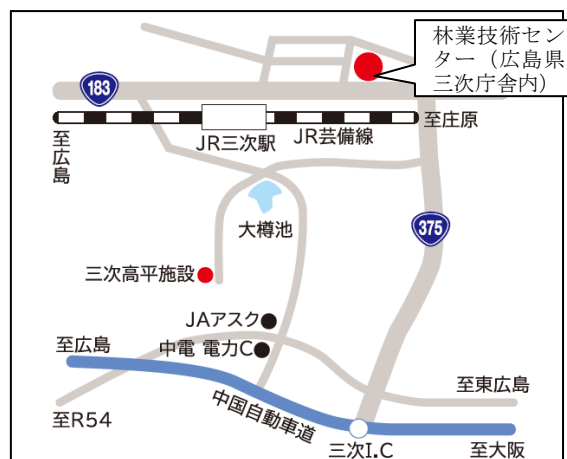 林業技術セン
ター（広島県
三次庁舎内）
183
至広島
JR三次駅
JR芸備線
至庄原
大樽池
375
三次高平施設
JAアスク
中電 電力C
至広島
至東広島
至R54
中国自動車道
三次I.C
至大阪